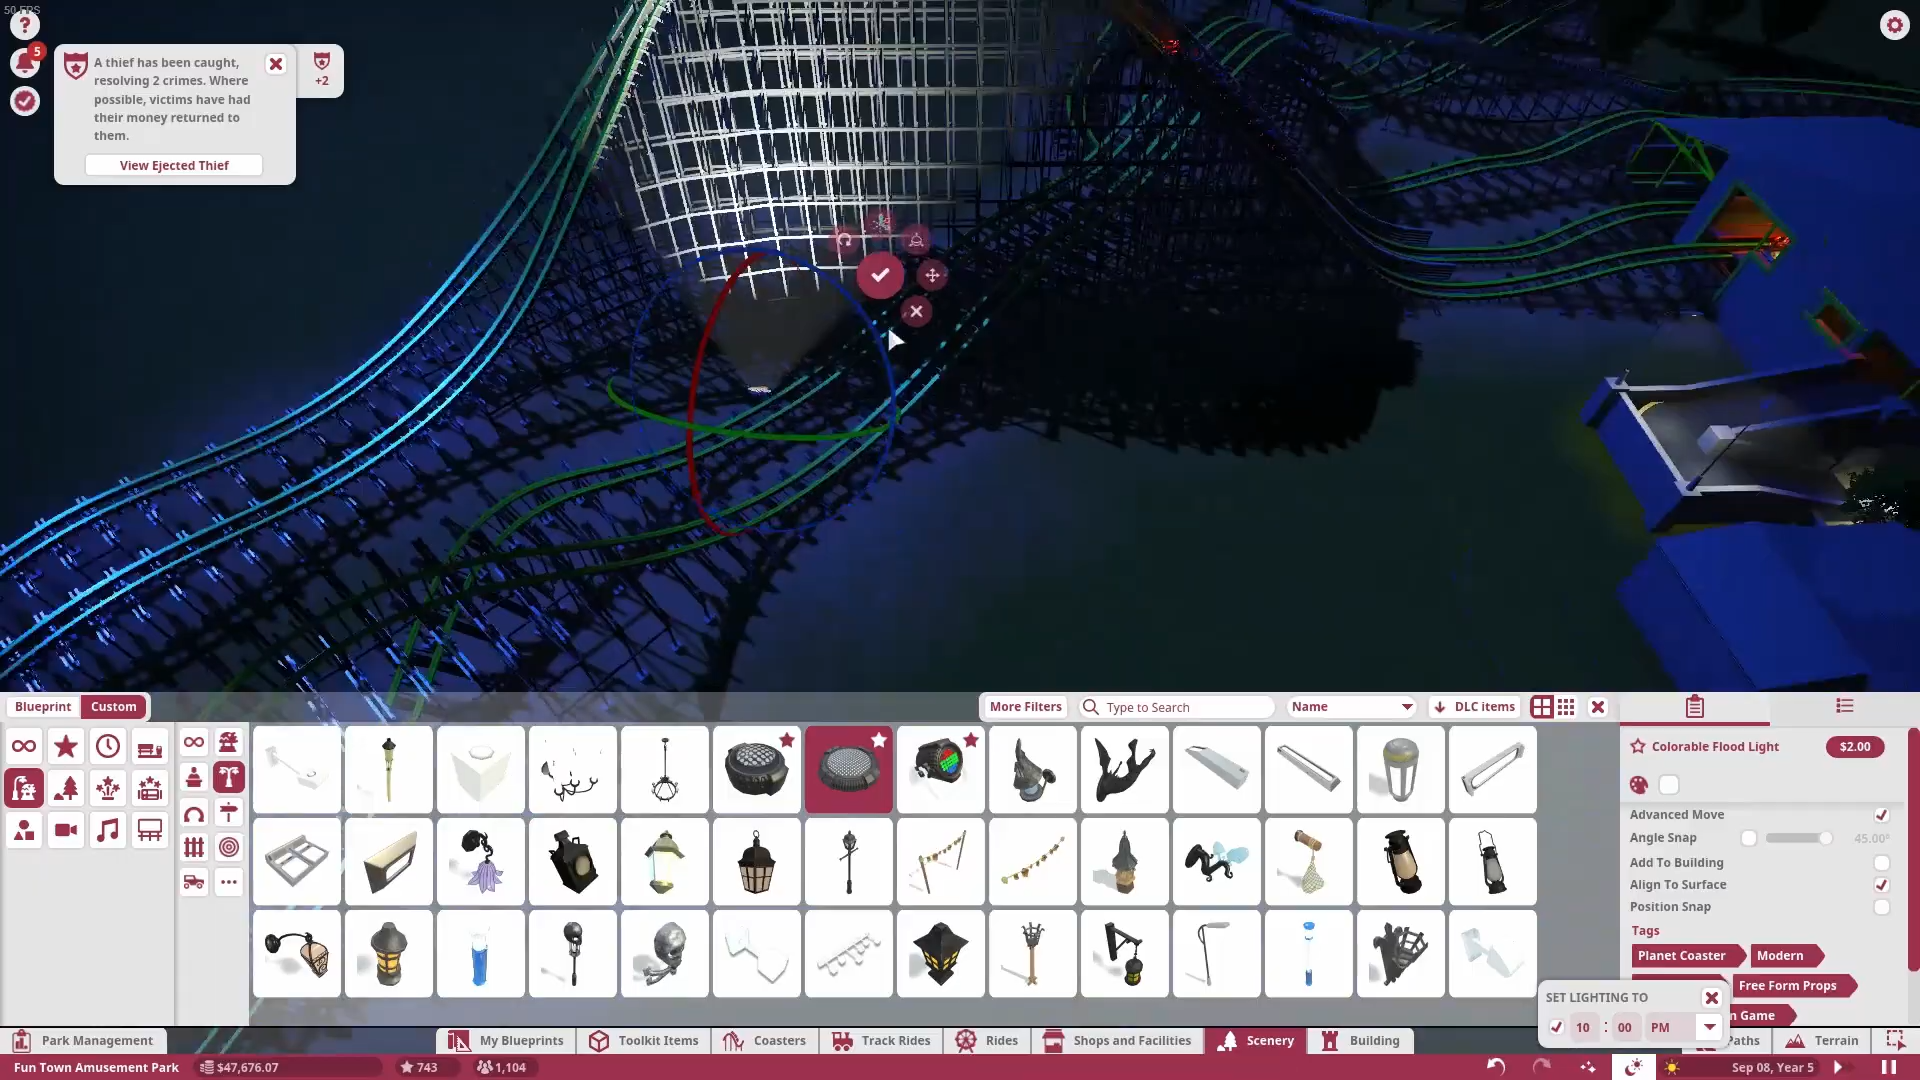 50 FPS
?
5
A thief has been caught,
resolving 2 crimes. Where
possible, victims have had
their money returned to
them.
+2
View Ejected Thief
Blueprint
Custom
More Filters
Type to Search
Name
DLC items
Colorable Flood Light
$2.00
Advanced Move
Angle Snap
45.00°
Add To Building
Align To Surface
Position Snap
Tags
Planet Coaster
Modern
Free Form Props
Game
SET LIGHTING TO
10 : 00 PM
Park Management
My Blueprints
Toolkit Items
Coasters
Track Rides
Rides
Shops and Facilities
Scenery
Building
Paths
Terrain
Fun Town Amusement Park
$47,676.07
743
1,104
Sep 08, Year 5